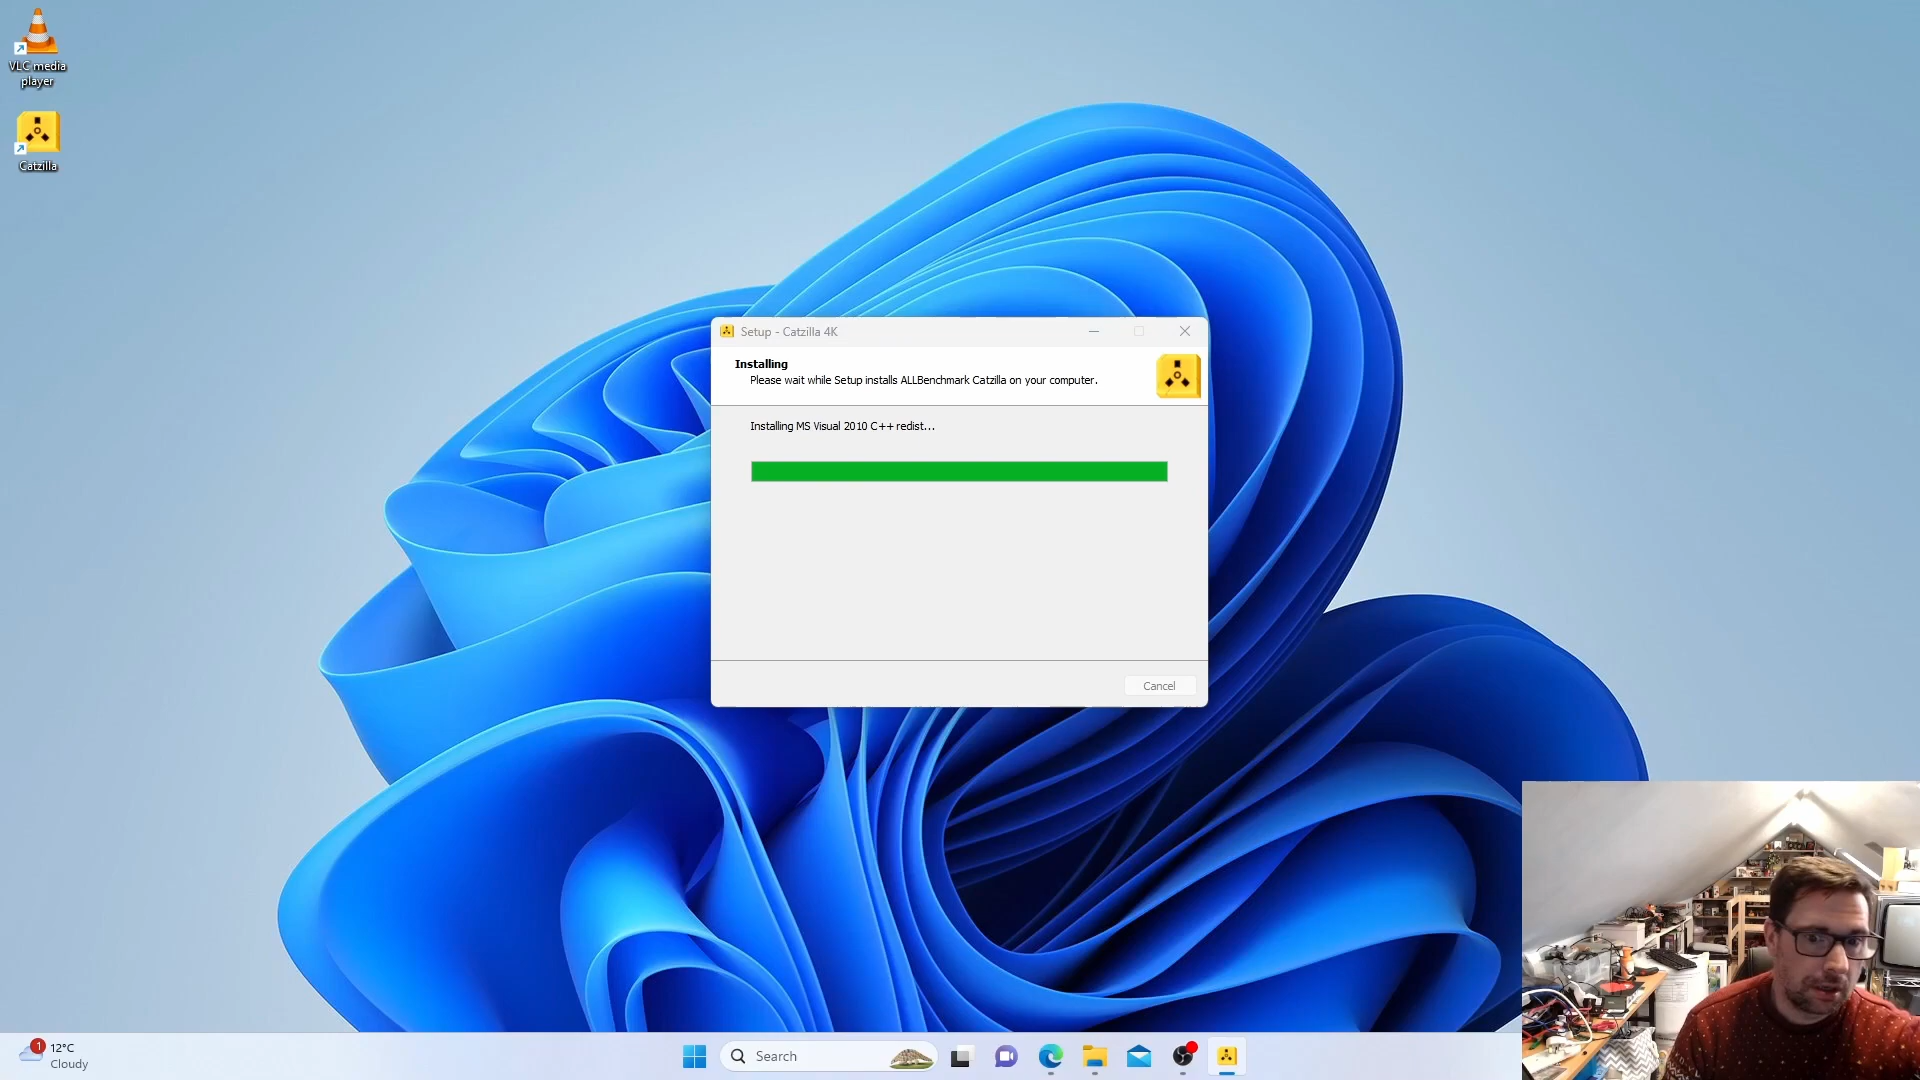 VLC media
player
Catzilla
Setup - Catzilla 4K
Installing
Please wait while Setup installs ALLBenchmark Catzilla on your computer.
Installing MS Visual 2010 C++ redist...
Cancel
1
12°C
Cloudy
Search